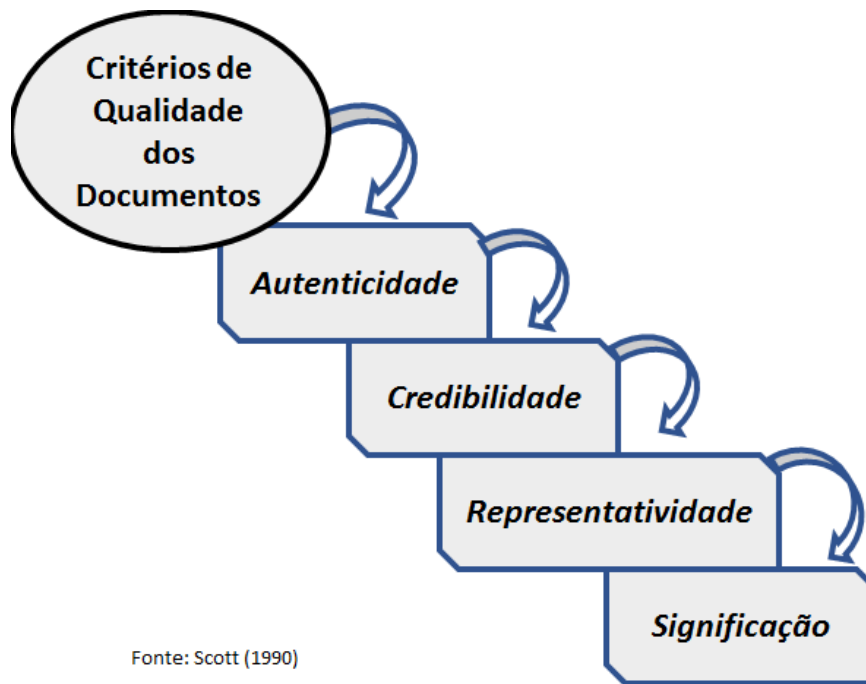 Critérios de
Qualidade
dos
Documentos
Autenticidade
Credibilidade
Representatividade
Significação
Fonte: Scott (1990)